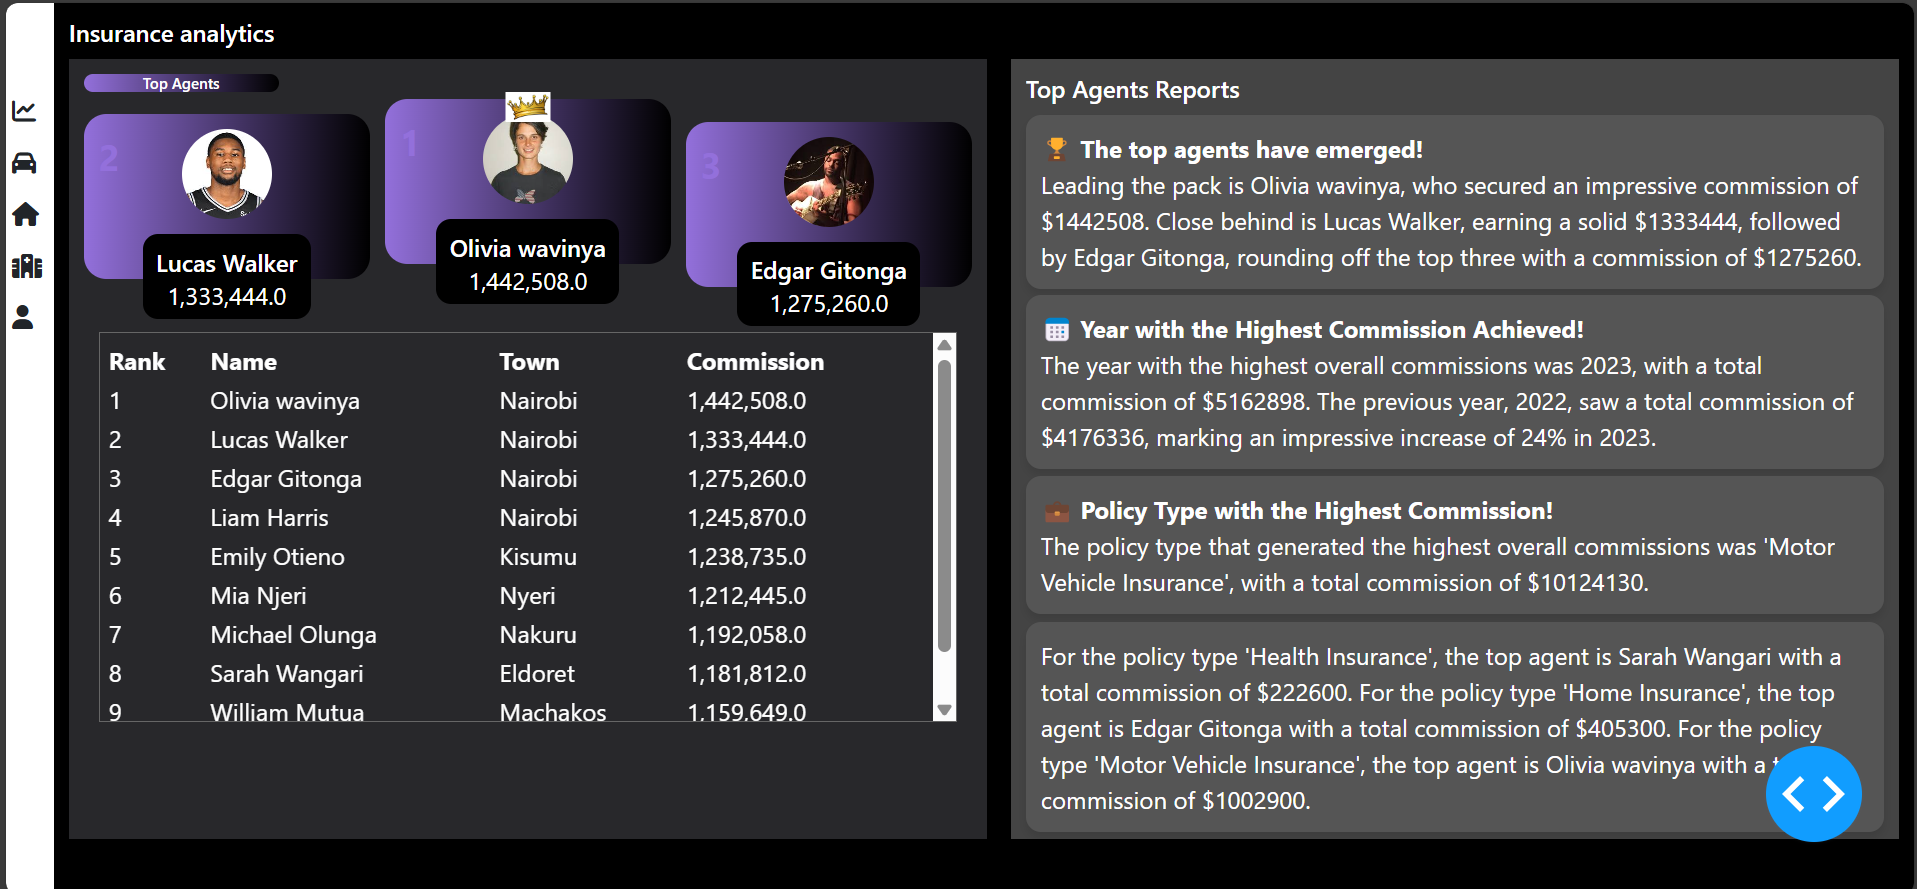 Insurance analytics
Top Agents
2
Lucas Walker
1,333,444.0
1
Olivia wavinya
1,442,508.0
3
Edgar Gitonga
1,275,260.0
Rank Name Town Commission
1 Olivia wavinya Nairobi 1,442,508.0
2 Lucas Walker Nairobi 1,333,444.0
3 Edgar Gitonga Nairobi 1,275,260.0
4 Liam Harris Nairobi 1,245,870.0
5 Emily Otieno Kisumu 1,238,735.0
6 Mia Njeri Nyeri 1,212,445.0
7 Michael Olunga Nakuru 1,192,058.0
8 Sarah Wangari Eldoret 1,181,812.0
9 William Mutua Machakos 1,159,649.0
Top Agents Reports
🏆 The top agents have emerged!
Leading the pack is Olivia wavinya, who secured an impressive commission of
$1442508. Close behind is Lucas Walker, earning a solid $1333444, followed
by Edgar Gitonga, rounding off the top three with a commission of $1275260.
📅 Year with the Highest Commission Achieved!
The year with the highest overall commissions was 2023, with a total
commission of $5162898. The previous year, 2022, saw a total commission of
$4176336, marking an impressive increase of 24% in 2023.
💼 Policy Type with the Highest Commission!
The policy type that generated the highest overall commissions was 'Motor
Vehicle Insurance', with a total commission of $10124130.
For the policy type 'Health Insurance', the top agent is Sarah Wangari with a
total commission of $222600. For the policy type 'Home Insurance', the top
agent is Edgar Gitonga with a total commission of $405300. For the policy
type 'Motor Vehicle Insurance', the top agent is Olivia wavinya with a
commission of $1002900.